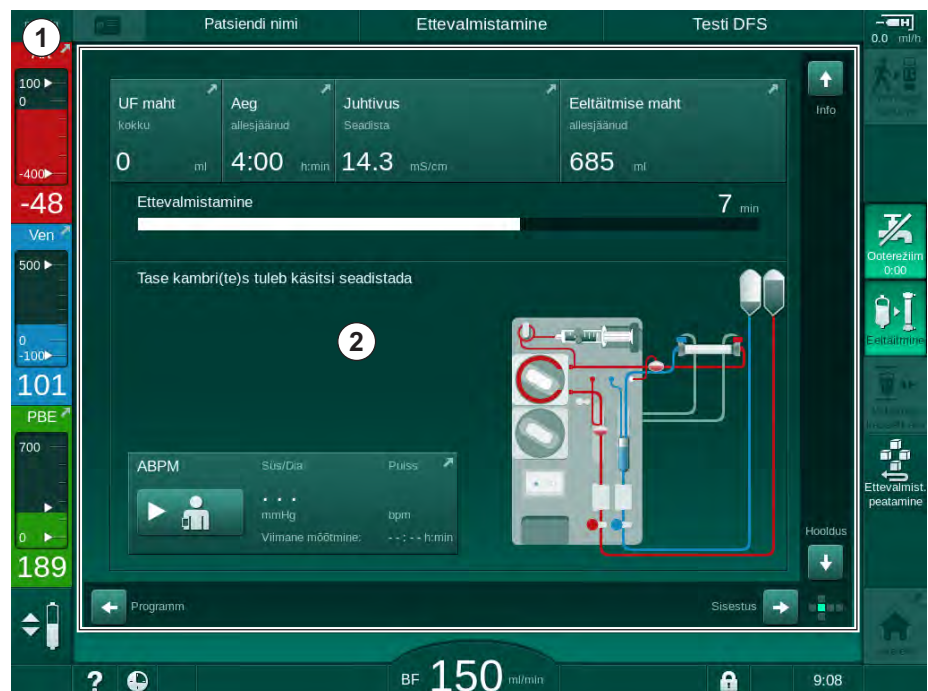 Patsiendi nimi
Ettevalmistamine
Testi DFS
0.0 ml/h
1
100
0
-400
-48
Ven
500
0
-100
101
PBE
700
0
189
UF maht
kokku
0 ml
Aeg
allesjäänud
4:00 h:min
Juhtivus
Seadista
14.3 mS/cm
Eeltäitmise maht
allesjäänud
685 ml
Info
Ettevalmistamine
7 min
Tase kambri(te)s tuleb käsitsi seadistada
2
ABPM
Süs/Dia
Pulss
. . .
mmHg
bpm
Viimane mõõtmine:
--:-- h:min
Hooldus
Programm
Sisestus
Ooterežiim
0:00
Eeltäitmine
Ettevalmist.
peatamine
?
BF 150 ml/min
9:08